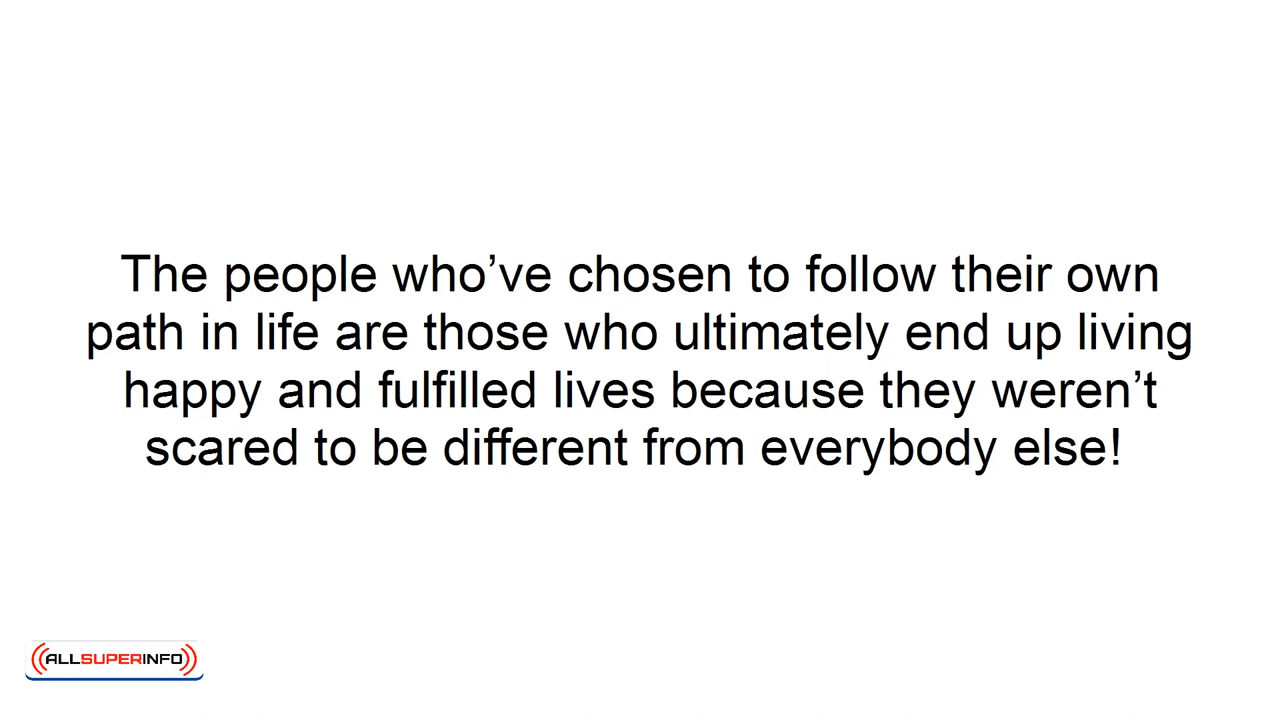 The people who’ve chosen to follow their own
path in life are those who ultimately end up living
happy and fulfilled lives because they weren’t
scared to be different from everybody else!
ALLSUPERINFO